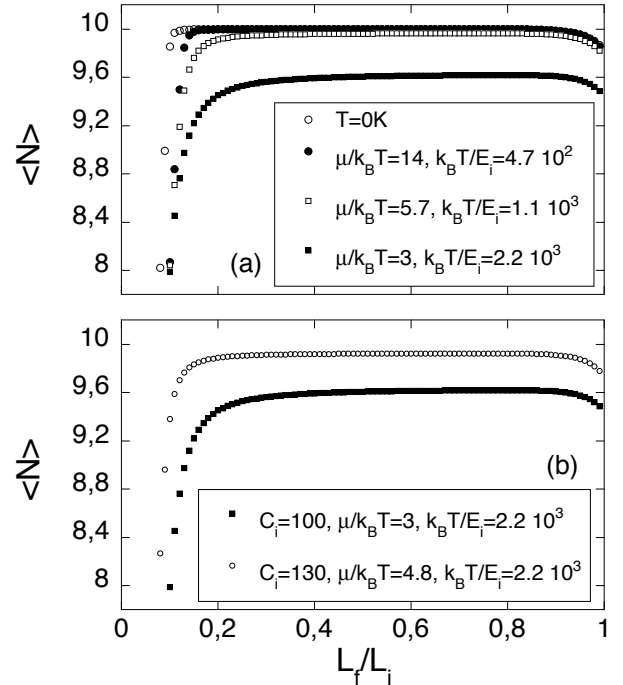 10
9,6
9,2
8,8
8,4
8
<N>
○ T=0K
● μ/k_BT=14, k_BT/E_i=4.7 10^2
□ μ/k_BT=5.7, k_BT/E_i=1.1 10^3
■ μ/k_BT=3, k_BT/E_i=2.2 10^3
(a)
10
9,6
9,2
8,8
8,4
8
<N>
(b)
■ C_i=100, μ/k_BT=3, k_BT/E_i=2.2 10^3
○ C_i=130, μ/k_BT=4.8, k_BT/E_i=2.2 10^3
0 0,2 0,4 0,6 0,8 1
L_f/L_i